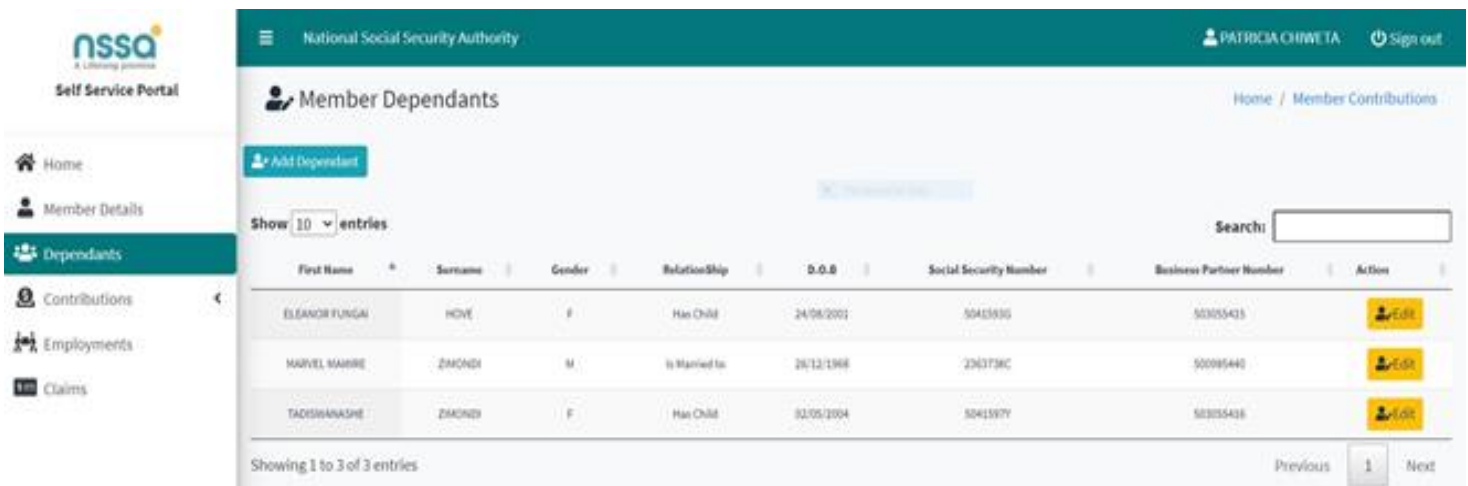 nssa
A Lifelong promise
Self Service Portal
Home
Member Details
Dependants
Contributions
Employments
Claims
National Social Security Authority
PATRICIA CHIWETA Sign out
Member Dependants
Home / Member Contributions
Add Dependant
Show 10 entries
Search:
First Name Surname Gender RelationShip D.O.B Social Security Number Business Partner Number Action
ELEANOR FUNGAI HOVE F Has Child 24/08/2001 Edit
MARVEL ZIMONDI M Is Married to 26/12/1968 Edit
TADISWANASHE ZIMONDI F Has Child 02/05/2004 Edit
Showing 1 to 3 of 3 entries
Previous 1 Next